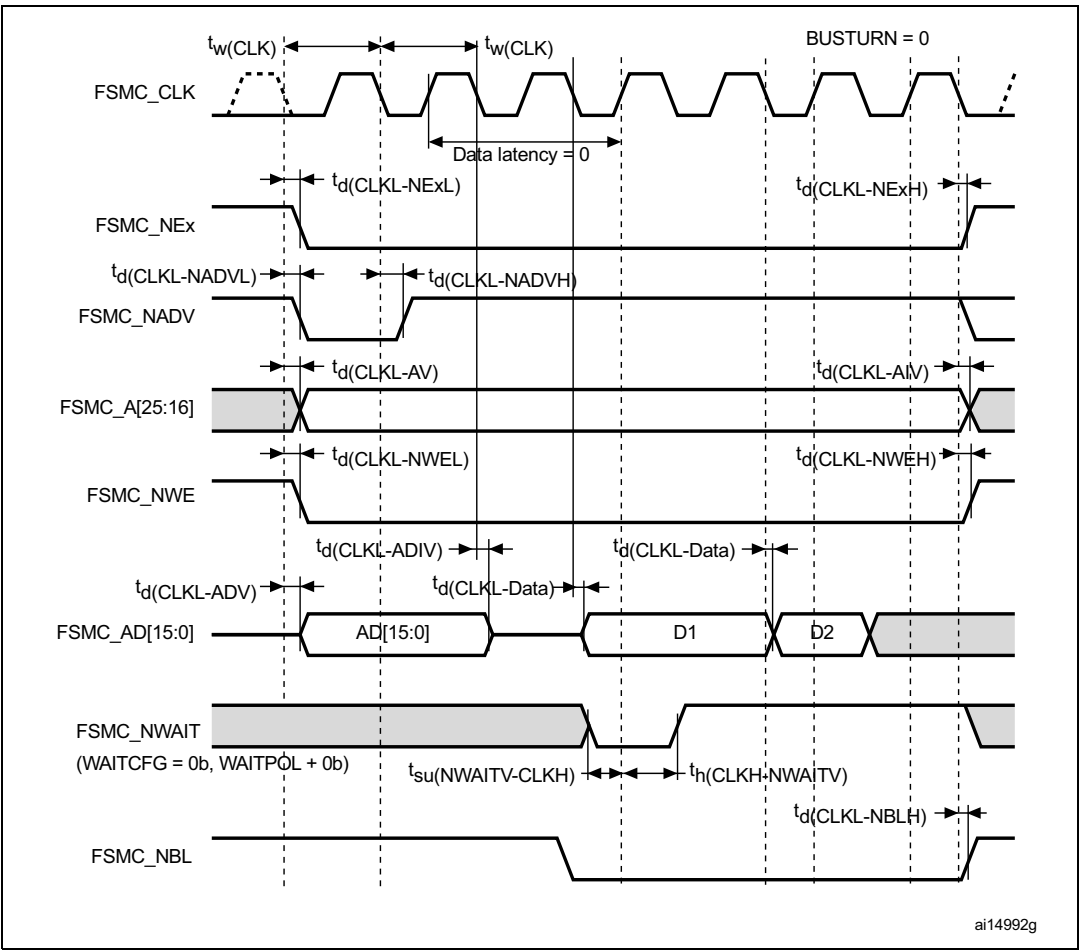 tw(CLK) tw(CLK) BUSTURN = 0
FSMC_CLK
Data latency = 0
td(CLKL-NExL) td(CLKL-NExH)
FSMC_NEx
td(CLKL-NADVL) td(CLKL-NADVH)
FSMC_NADV
td(CLKL-AV) td(CLKL-AIV)
FSMC_A[25:16]
td(CLKL-NWEL) td(CLKL-NWEH)
FSMC_NWE
td(CLKL-ADIV) td(CLKL-Data)
td(CLKL-ADV) td(CLKL-Data)
FSMC_AD[15:0] AD[15:0] D1 D2
FSMC_NWAIT
(WAITCFG = 0b, WAITPOL + 0b)
tsu(NWAITV-CLKH) th(CLKH-NWAITV)
td(CLKL-NBLH)
FSMC_NBL
ai14992g